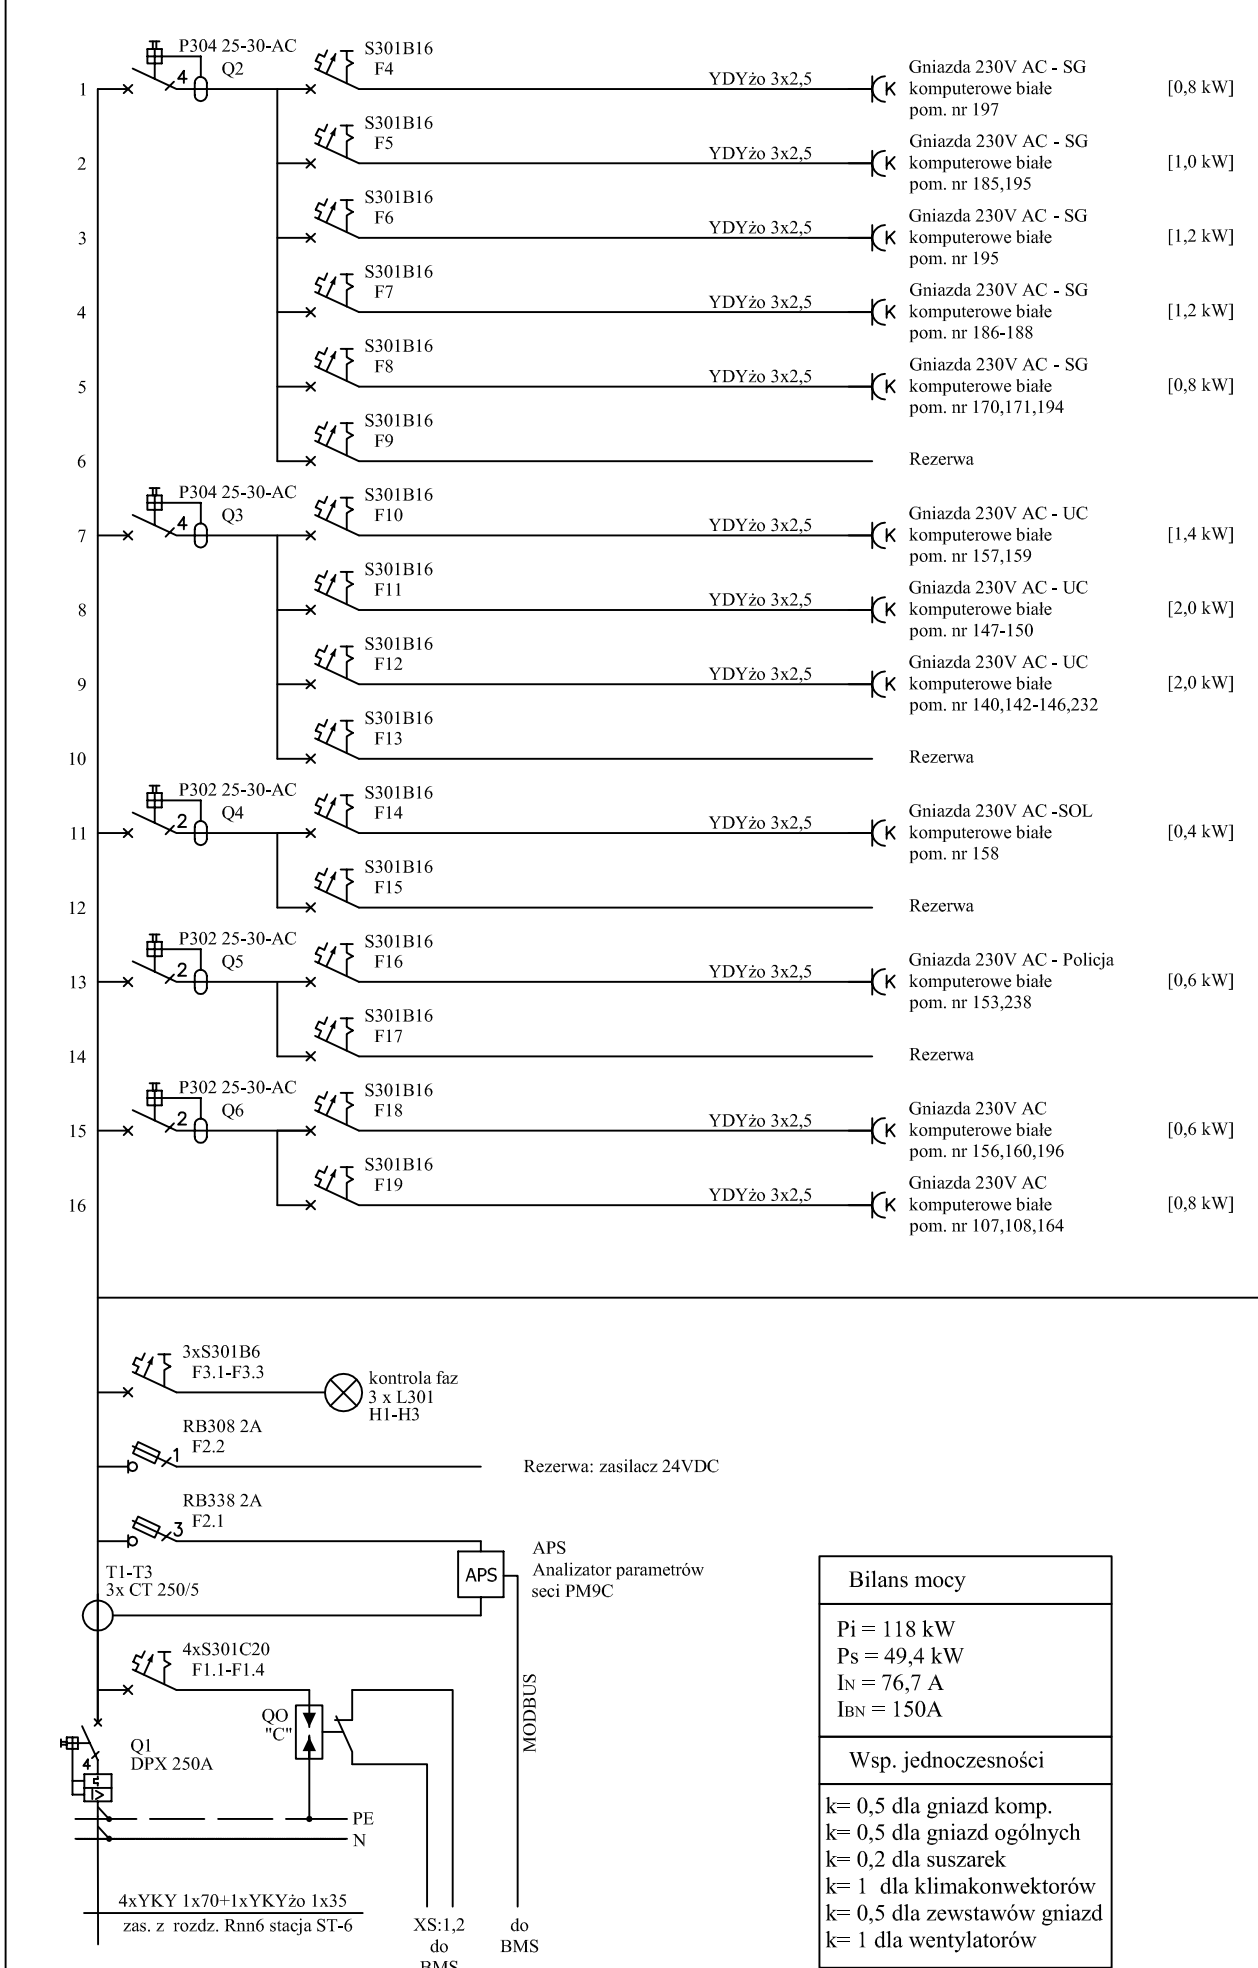 P304 25-30-AC
Q2
4
S301B16
F4
1
YDYżo 3x2,5
K
Gniazda 230V AC - SG
komputerowe białe
pom. nr 197
[0,8 kW]
S301B16
F5
2
YDYżo 3x2,5
K
Gniazda 230V AC - SG
komputerowe białe
pom. nr 185,195
[1,0 kW]
S301B16
F6
3
YDYżo 3x2,5
K
Gniazda 230V AC - SG
komputerowe białe
pom. nr 195
[1,2 kW]
S301B16
F7
4
YDYżo 3x2,5
K
Gniazda 230V AC - SG
komputerowe białe
pom. nr 186-188
[1,2 kW]
S301B16
F8
5
YDYżo 3x2,5
K
Gniazda 230V AC - SG
komputerowe białe
pom. nr 170,171,194
[0,8 kW]
S301B16
F9
6
Rezerwa
P304 25-30-AC
Q3
4
S301B16
F10
7
YDYżo 3x2,5
K
Gniazda 230V AC - UC
komputerowe białe
pom. nr 157,159
[1,4 kW]
S301B16
F11
8
YDYżo 3x2,5
K
Gniazda 230V AC - UC
komputerowe białe
pom. nr 147-150
[2,0 kW]
S301B16
F12
9
YDYżo 3x2,5
K
Gniazda 230V AC - UC
komputerowe białe
pom. nr 140,142-146,232
[2,0 kW]
S301B16
F13
10
Rezerwa
P302 25-30-AC
Q4
2
S301B16
F14
11
YDYżo 3x2,5
K
Gniazda 230V AC -SOL
komputerowe białe
pom. nr 158
[0,4 kW]
S301B16
F15
12
Rezerwa
P302 25-30-AC
Q5
2
S301B16
F16
13
YDYżo 3x2,5
K
Gniazda 230V AC - Policja
komputerowe białe
pom. nr 153,238
[0,6 kW]
S301B16
F17
14
Rezerwa
P302 25-30-AC
Q6
2
S301B16
F18
15
YDYżo 3x2,5
K
Gniazda 230V AC
komputerowe białe
pom. nr 156,160,196
[0,6 kW]
S301B16
F19
16
YDYżo 3x2,5
K
Gniazda 230V AC
komputerowe białe
pom. nr 107,108,164
[0,8 kW]
3xS301B6
F3.1-F3.3
kontrola faz
3 x L301
H1-H3
RB308 2A
F2.2
1
Rezerwa: zasilacz 24VDC
RB338 2A
F2.1
3
APS
APS
Analizator parametrów
seci PM9C
T1-T3
3x CT 250/5
4xS301C20
F1.1-F1.4
QO
"C"
MODBUS
Q1
DPX 250A
4
PE
N
4xYKY 1x70+1xYKYżo 1x35
zas. z rozdz. Rnn6 stacja ST-6
XS:1,2
do
BMS
do
BMS
Bilans mocy
Pi = 118 kW
Ps = 49,4 kW
IN = 76,7 A
IBN = 150A
Wsp. jednoczesności
k= 0,5 dla gniazd komp.
k= 0,5 dla gniazd ogólnych
k= 0,2 dla suszarek
k= 1 dla klimakonwektorów
k= 0,5 dla zewstawów gniazd
k= 1 dla wentylatorów